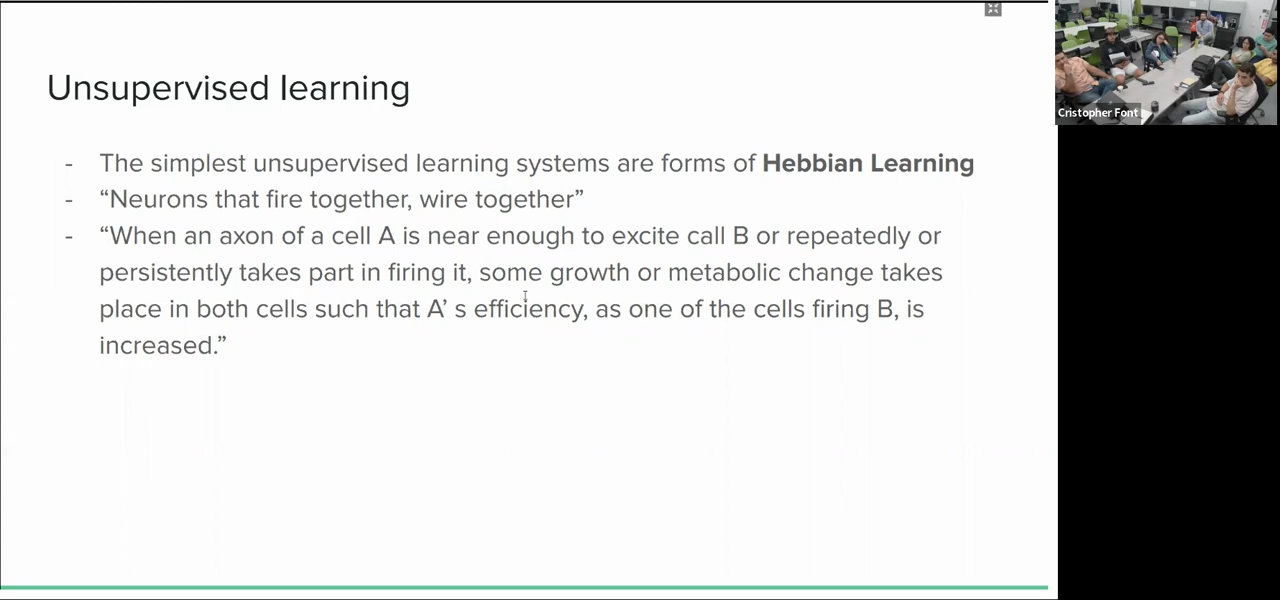 Unsupervised learning
- The simplest unsupervised learning systems are forms of Hebbian Learning
- “Neurons that fire together, wire together”
- “When an axon of a cell A is near enough to excite call B or repeatedly or
persistently takes part in firing it, some growth or metabolic change takes
place in both cells such that A’ s efficiency, as one of the cells firing B, is
increased.”
Cristopher Font